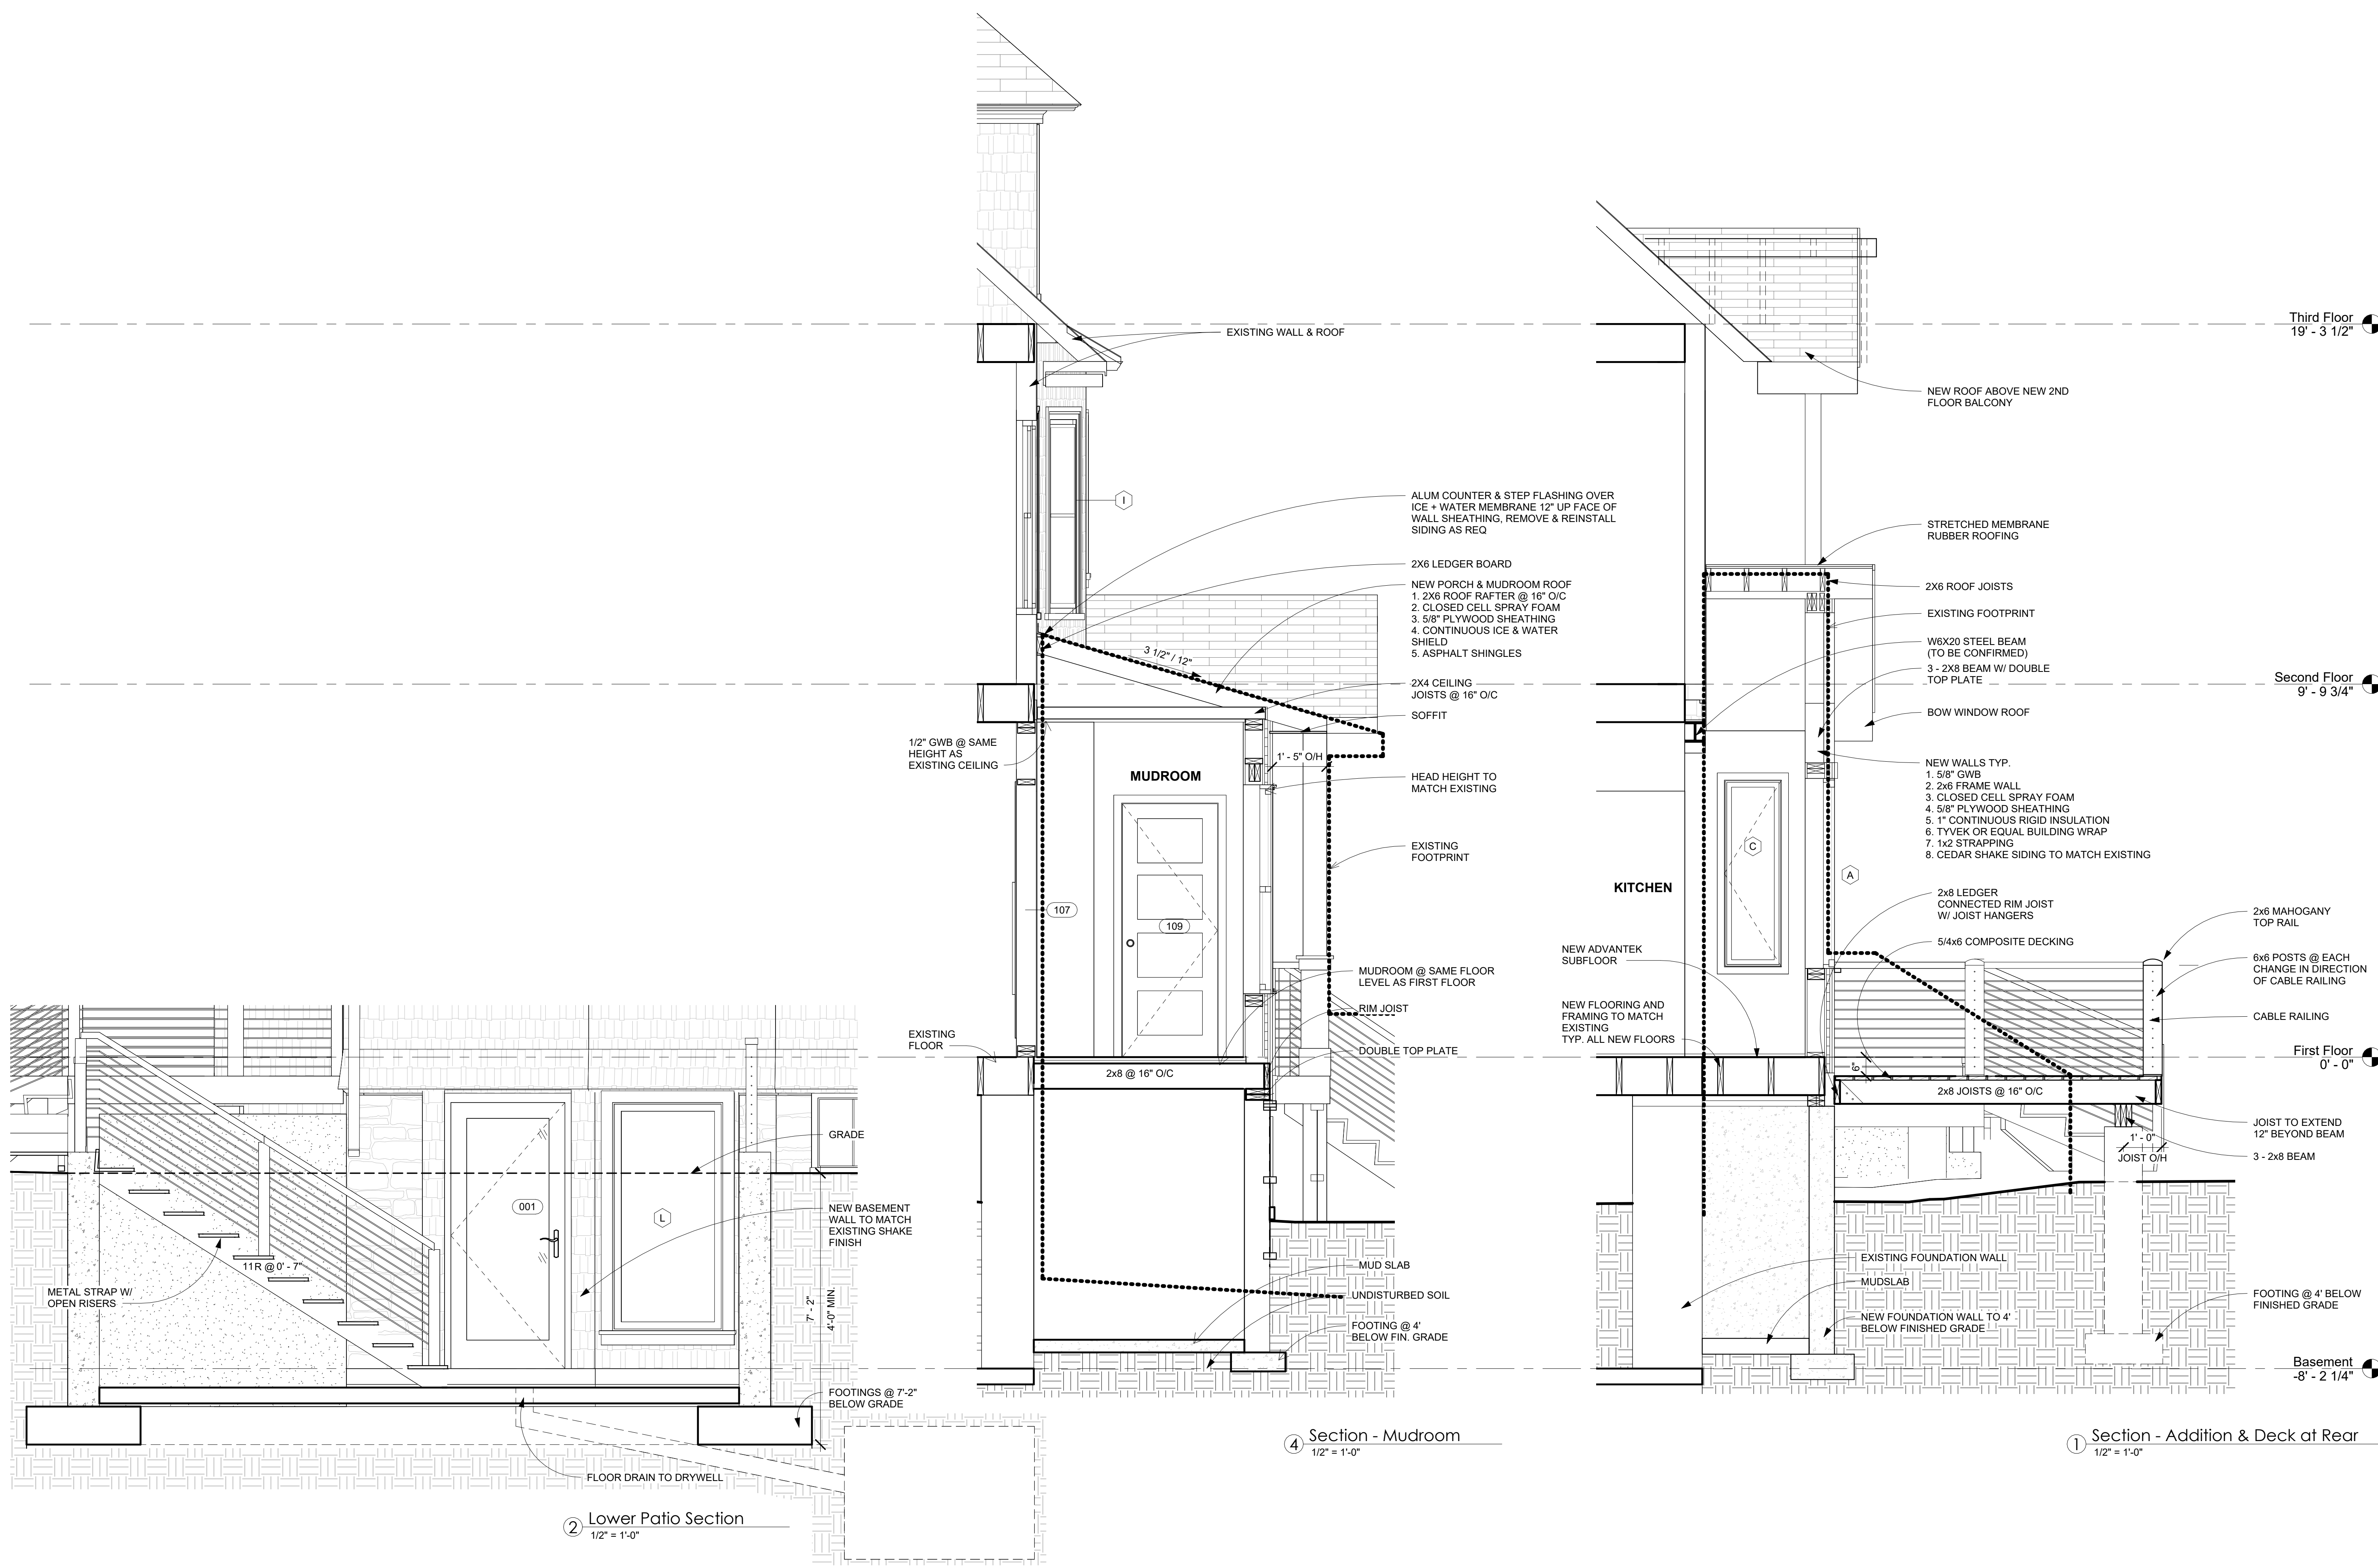 Third Floor
19' - 3 1/2"
EXISTING WALL & ROOF
NEW ROOF ABOVE NEW 2ND
FLOOR BALCONY
I
ALUM COUNTER & STEP FLASHING OVER
ICE + WATER MEMBRANE 12" UP FACE OF
WALL SHEATHING, REMOVE & REINSTALL
SIDING AS REQ
2X6 LEDGER BOARD
NEW PORCH & MUDROOM ROOF
1. 2X6 ROOF RAFTER @ 16" O/C
2. CLOSED CELL SPRAY FOAM
3. 5/8" PLYWOOD SHEATHING
4. CONTINUOUS ICE & WATER
SHIELD
5. ASPHALT SHINGLES
3 1/2" / 12"
2X4 CEILING
JOISTS @ 16" O/C
SOFFIT
1/2" GWB @ SAME
HEIGHT AS
EXISTING CEILING
1' - 5" O/H
MUDROOM
HEAD HEIGHT TO
MATCH EXISTING
EXISTING
FOOTPRINT
107
109
MUDROOM @ SAME FLOOR
LEVEL AS FIRST FLOOR
RIM JOIST
EXISTING
FLOOR
DOUBLE TOP PLATE
2x8 @ 16" O/C
MUD SLAB
UNDISTURBED SOIL
FOOTING @ 4'
BELOW FIN. GRADE
4
Section - Mudroom
1/2" = 1'-0"
STRETCHED MEMBRANE
RUBBER ROOFING
2X6 ROOF JOISTS
EXISTING FOOTPRINT
W6X20 STEEL BEAM
(TO BE CONFIRMED)
3 - 2X8 BEAM W/ DOUBLE
TOP PLATE
Second Floor
9' - 9 3/4"
BOW WINDOW ROOF
NEW WALLS TYP.
1. 5/8" GWB
2. 2x6 FRAME WALL
3. CLOSED CELL SPRAY FOAM
4. 5/8" PLYWOOD SHEATHING
5. 1" CONTINUOUS RIGID INSULATION
6. TYVEK OR EQUAL BUILDING WRAP
7. 1x2 STRAPPING
8. CEDAR SHAKE SIDING TO MATCH EXISTING
C
A
KITCHEN
2x8 LEDGER
CONNECTED RIM JOIST
W/ JOIST HANGERS
5/4x6 COMPOSITE DECKING
2x6 MAHOGANY
TOP RAIL
NEW ADVANTEK
SUBFLOOR
6x6 POSTS @ EACH
CHANGE IN DIRECTION
OF CABLE RAILING
NEW FLOORING AND
FRAMING TO MATCH
EXISTING
TYP. ALL NEW FLOORS
CABLE RAILING
First Floor
0' - 0"
6"
2x8 JOISTS @ 16" O/C
JOIST TO EXTEND
12" BEYOND BEAM
1' - 0"
JOIST O/H
3 - 2x8 BEAM
EXISTING FOUNDATION WALL
MUDSLAB
NEW FOUNDATION WALL TO 4'
BELOW FINISHED GRADE
FOOTING @ 4' BELOW
FINISHED GRADE
Basement
-8' - 2 1/4"
1
Section - Addition & Deck at Rear
1/2" = 1'-0"
GRADE
001
L
NEW BASEMENT
WALL TO MATCH
EXISTING SHAKE
FINISH
11R @ 0' - 7"
METAL STRAP W/
OPEN RISERS
7' - 2"
4'-0" MIN.
FOOTINGS @ 7'-2"
BELOW GRADE
FLOOR DRAIN TO DRYWELL
2
Lower Patio Section
1/2" = 1'-0"